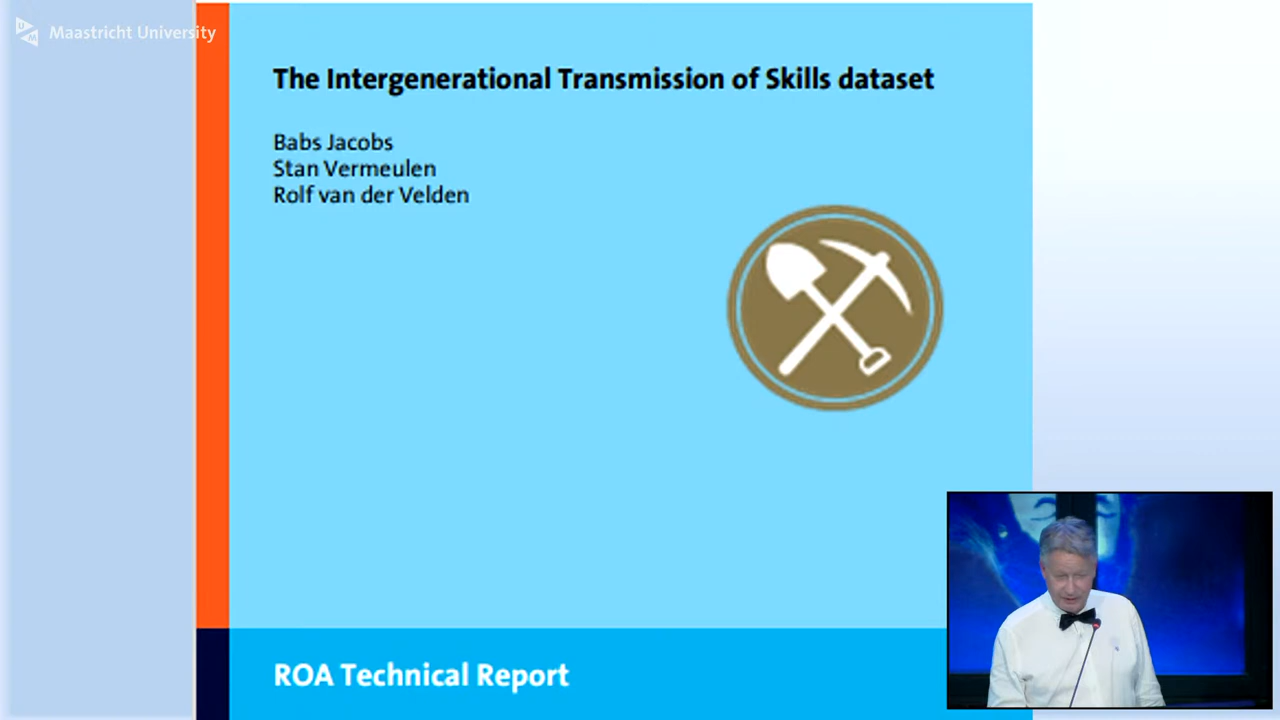 UM
Maastricht University
The Intergenerational Transmission of Skills dataset
Babs Jacobs
Stan Vermeulen
Rolf van der Velden
ROA Technical Report